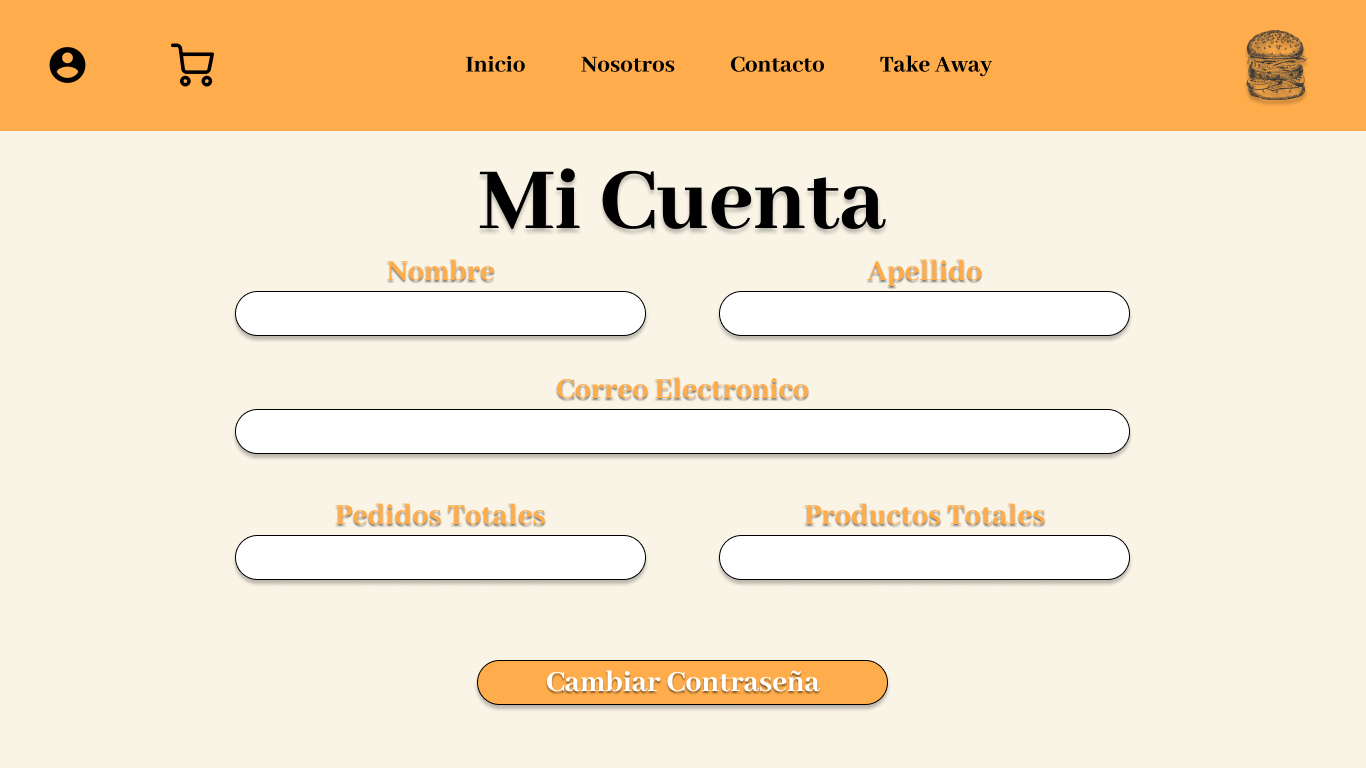 Inicio Nosotros Contacto Take Away
Mi Cuenta
Nombre Apellido
Correo Electronico
Pedidos Totales Productos Totales
Cambiar Contraseña